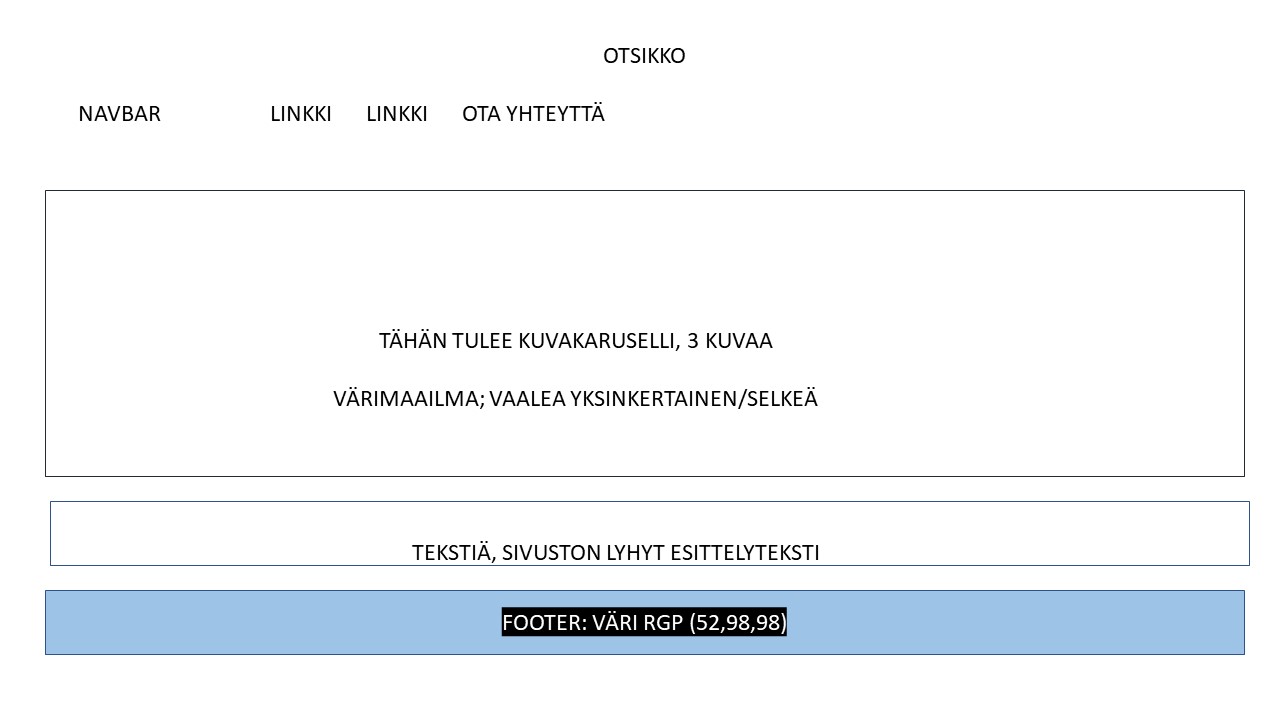 OTSIKKO
NAVBAR LINKKI LINKKI OTA YHTEYTTÄ
TÄHÄN TULEE KUVAKARUSELLI, 3 KUVAA
VÄRIMAAILMA; VAALEA YKSINKERTAINEN/SELKEÄ
TEKSTIÄ, SIVUSTON LYHYT ESITTELYTEKSTI
FOOTER: VÄRI RGP (52,98,98)